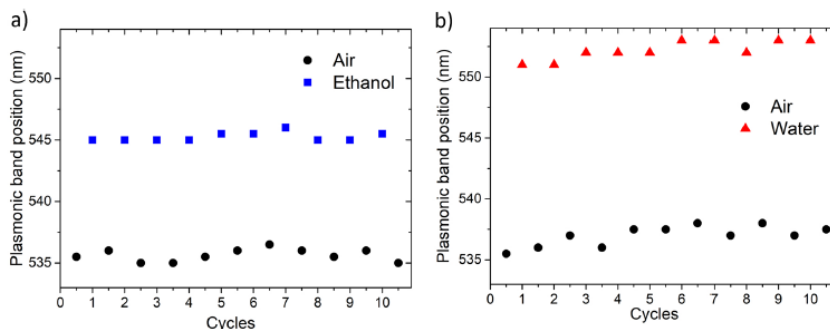 a)
Plasmonic band position (nm)
550
545
540
535
Air
Ethanol
0 1 2 3 4 5 6 7 8 9 10
Cycles
b)
Plasmonic band position (nm)
550
545
540
535
Air
Water
0 1 2 3 4 5 6 7 8 9 10
Cycles